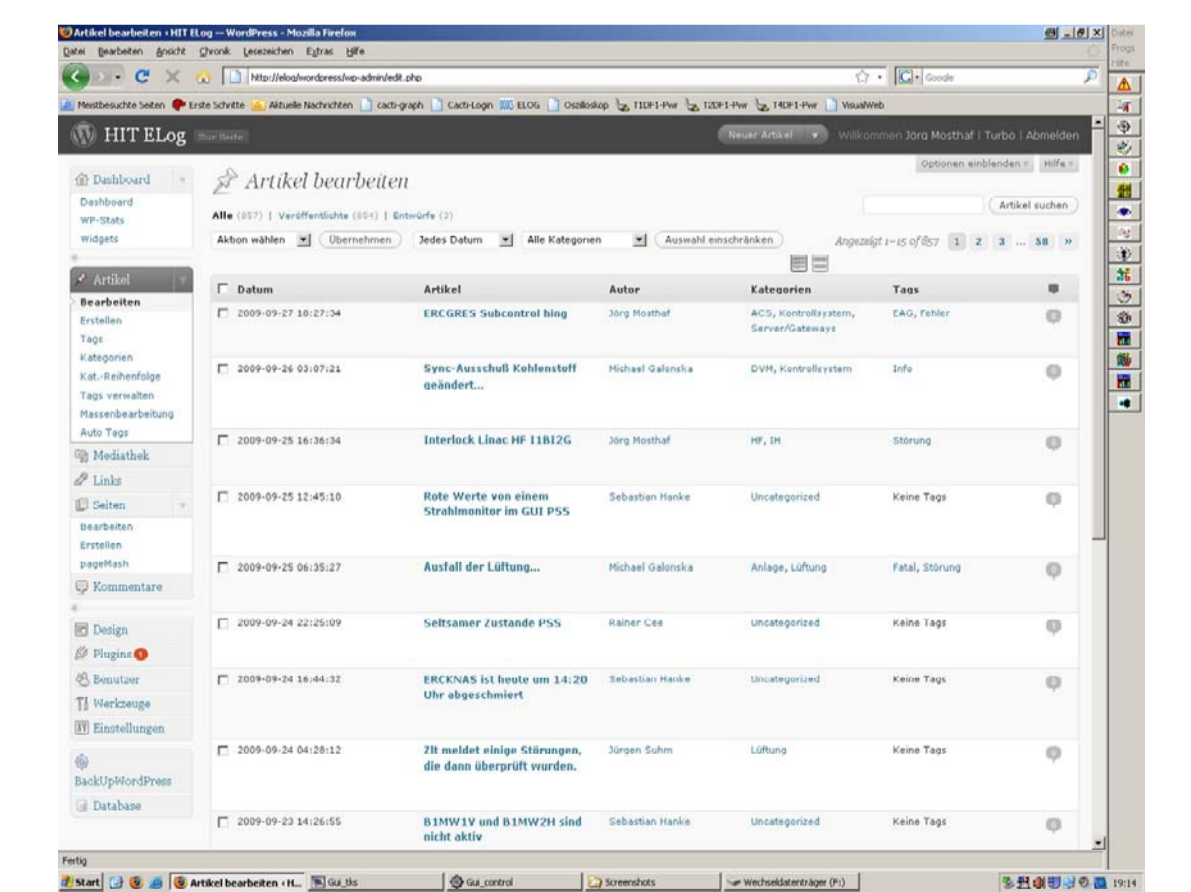 Artikel bearbeiten ‹ HIT ELog — WordPress - Mozilla Firefox
Datei Bearbeiten Ansicht Chronik Lesezeichen Extras Hilfe
http://elog/wordpress/wp-admin/edit.php
Google
Meistbesuchte Seiten Erste Schritte Aktuelle Nachrichten cacti-graph Cacti-Login ELOG Oszilloskop T1DF1-Pwr T2DF1-Pwr T4DF1-Pwr VisualWeb
Datei
Progs
Hilfe
HIT ELog
Neuer Artikel
Willkommen Jörg Mosthaf | Turbo | Abmelden
Optionen einblenden
Hilfe
Dashboard
Dashboard
WP-Stats
Widgets
Artikel
Bearbeiten
Erstellen
Tags
Kategorien
Kat.-Reihenfolge
Tags verwalten
Massenbearbeitung
Auto Tags
Mediathek
Links
Seiten
Bearbeiten
Erstellen
pageMash
Kommentare
Design
Plugins 1
Benutzer
Werkzeuge
Einstellungen
BackUpWordPress
Database
Artikel bearbeiten
Artikel suchen
Alle (857) | Veröffentlichte (854) | Entwürfe (3)
Aktion wählen Übernehmen Jedes Datum Alle Kategorien Auswahl einschränken
Angezeigt 1–15 of 857 1 2 3 ... 58 »
Datum Artikel Autor Kategorien Tags
2009-09-27 18:27:34 ERCGRES Subcontrol hing Jörg Mosthaf ACS, Kontrollsystem, EAG, Fehler
Server/Gateways
2009-09-26 03:07:21 Sync-Ausschuß Kohlenstoff Michael Galonska DVM, Kontrollsystem Info
geändert...
2009-09-25 16:36:34 Interlock Linac HF I1BI2G Jörg Mosthaf HF, IH Störung
2009-09-25 12:45:10 Rote Werte von einem Sebastian Hanke Uncategorized Keine Tags
Strahlmonitor im GUI PSS
2009-09-25 06:35:27 Ausfall der Lüftung... Michael Galonska Anlage, Lüftung Fatal, Störung
2009-09-24 22:25:09 Seltsamer Zustande PSS Rainer Cee Uncategorized Keine Tags
2009-09-24 16:44:32 ERCKNAS ist heute um 14:20 Sebastian Hanke Uncategorized Keine Tags
Uhr abgeschmiert
2009-09-24 04:28:12 Zlt meldet einige Störungen, Jürgen Suhm Lüftung Keine Tags
die dann überprüft wurden.
2009-09-23 14:26:55 B1MW1V und B1MW2H sind Sebastian Hanke Uncategorized Keine Tags
nicht aktiv
Fertig
Start Artikel bearbeiten ‹ H... Gui_tks Gui_control Screenshots Wechseldatenträger (F:) 19:14